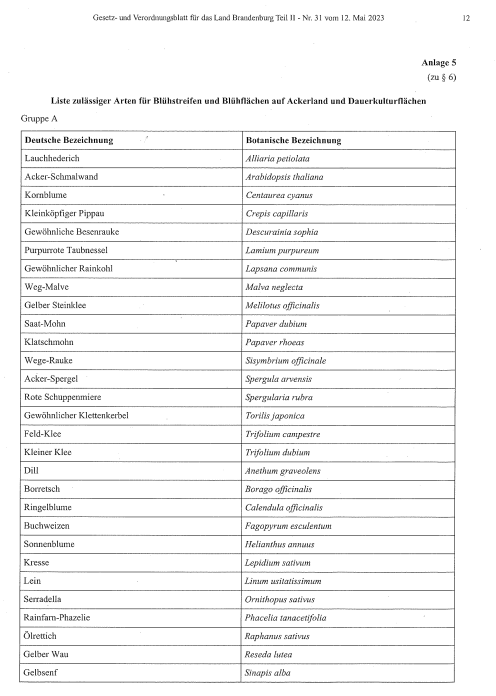 Gesetz- und Verordnungsblatt für das Land Brandenburg Teil II - Nr. 31 vom 12. Mai 2023 12
Anlage 5
(zu § 6)
Liste zulässiger Arten für Blühstreifen und Blühflächen auf Ackerland und Dauerkulturflächen
Gruppe A
Deutsche Bezeichnung Botanische Bezeichnung
Lauchhederich Alliaria petiolata
Acker-Schmalwand Arabidopsis thaliana
Kornblume Centaurea cyanus
Kleinköpfiger Pippau Crepis capillaris
Gewöhnliche Besenrauke Descurainia sophia
Purpurrote Taubnessel Lamium purpureum
Gewöhnlicher Rainkohl Lapsana communis
Weg-Malve Malva neglecta
Gelber Steinklee Melilotus officinalis
Saat-Mohn Papaver dubium
Klatschmohn Papaver rhoeas
Wege-Rauke Sisymbrium officinale
Acker-Spergel Spergula arvensis
Rote Schuppenmiere Spergularia rubra
Gewöhnlicher Klettenkerbel Torilis japonica
Feld-Klee Trifolium campestre
Kleiner Klee Trifolium dubium
Dill Anethum graveolens
Borretsch Borago officinalis
Ringelblume Calendula officinalis
Buchweizen Fagopyrum esculentum
Sonnenblume Helianthus annuus
Kresse Lepidium sativum
Lein Linum usitatissimum
Serradella Ornithopus sativus
Rainfarn-Phazelie Phacelia tanacetifolia
Ölrettich Raphanus sativus
Gelber Wau Reseda lutea
Gelbsenf Sinapis alba